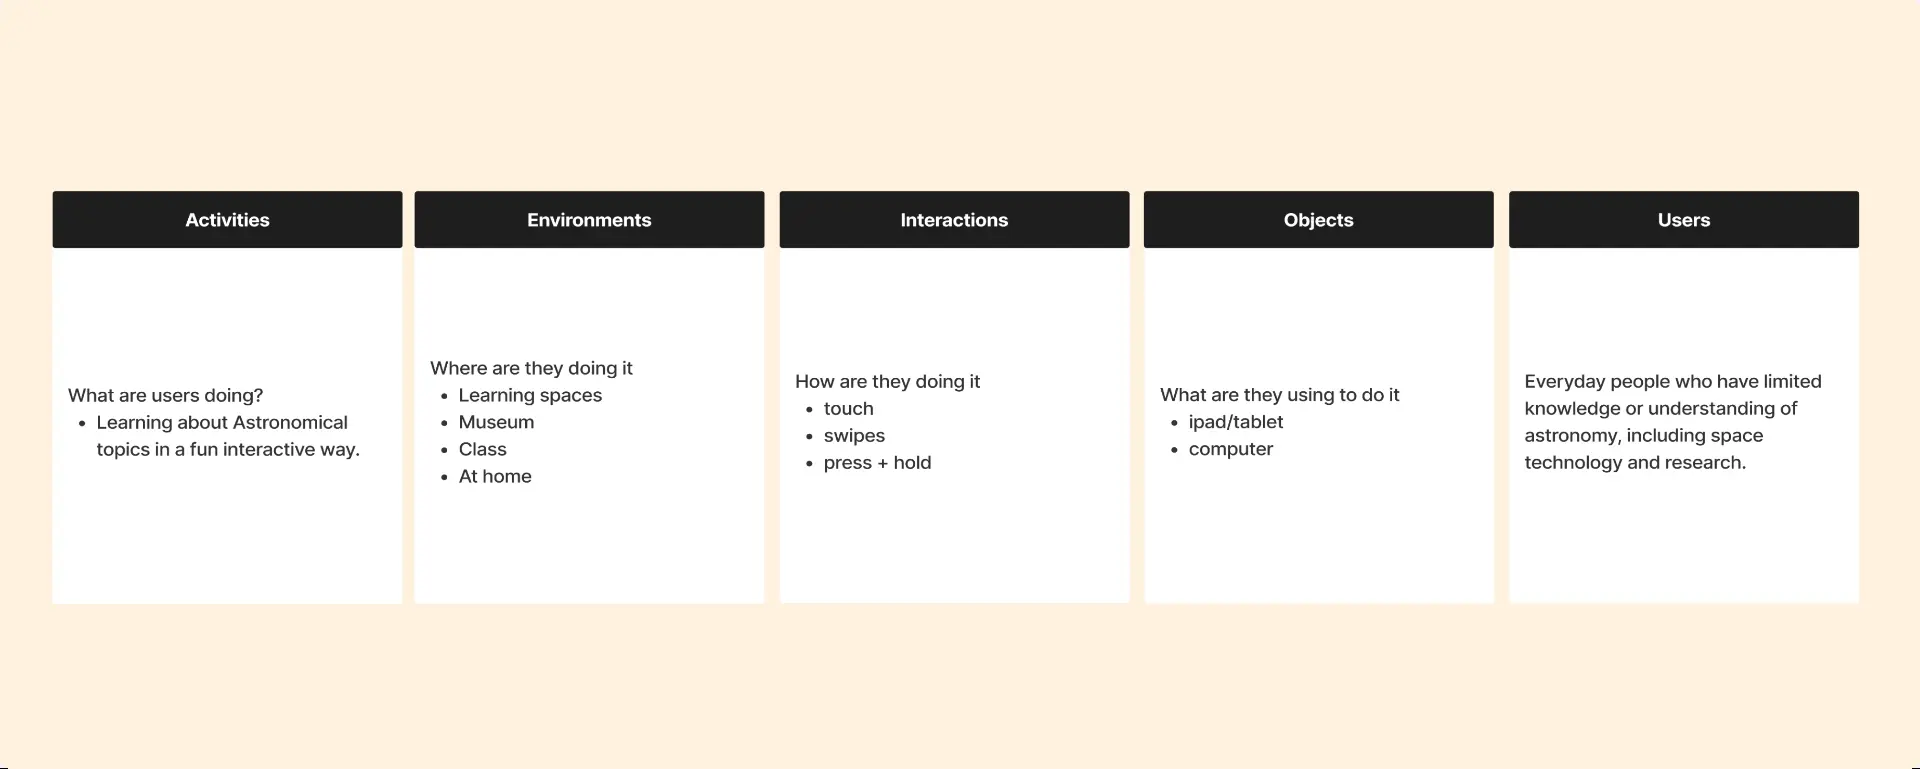 Activities
What are users doing?
• Learning about Astronomical
topics in a fun interactive way.
Environments
Where are they doing it
• Learning spaces
• Museum
• Class
• At home
Interactions
How are they doing it
• touch
• swipes
• press + hold
Objects
What are they using to do it
• ipad/tablet
• computer
Users
Everyday people who have limited
knowledge or understanding of
astronomy, including space
technology and research.